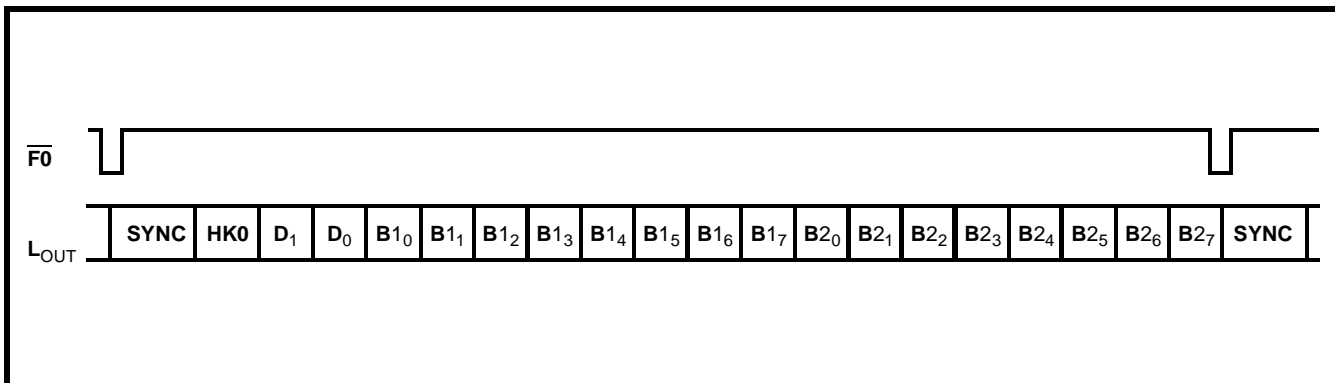 F0
L_OUT SYNC HK0 D₁ D₀ B1₀ B1₁ B1₂ B1₃ B1₄ B1₅ B1₆ B1₇ B2₀ B2₁ B2₂ B2₃ B2₄ B2₅ B2₆ B2₇ SYNC